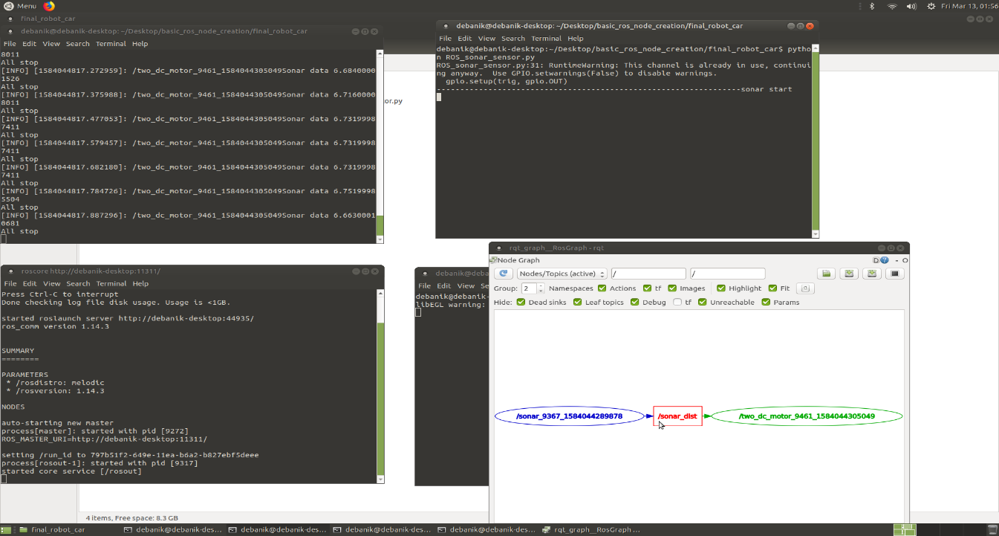 Menu
Fri Mar 13, 01:56
final_robot_car
debanik@debanik-desktop: ~/Desktop/basic_ros_node_creation/final_robot_car
File Edit View Search Terminal Help
8011
All stop
[INFO] [1584044817.272959]: /two_dc_motor_9461_1584044305049Sonar data 6.6840000
1526
All stop
[INFO] [1584044817.375988]: /two_dc_motor_9461_1584044305049Sonar data 6.7160000
8011
All stop
[INFO] [1584044817.477053]: /two_dc_motor_9461_1584044305049Sonar data 6.7319998
7411
All stop
[INFO] [1584044817.579457]: /two_dc_motor_9461_1584044305049Sonar data 6.7319998
7411
All stop
[INFO] [1584044817.682180]: /two_dc_motor_9461_1584044305049Sonar data 6.7319998
7411
All stop
[INFO] [1584044817.784726]: /two_dc_motor_9461_1584044305049Sonar data 6.7519998
5504
All stop
[INFO] [1584044817.887296]: /two_dc_motor_9461_1584044305049Sonar data 6.6630001
0681
All stop
or.py
debanik@debanik-desktop: ~/Desktop/basic_ros_node_creation/final_robot_car
File Edit View Search Terminal Help
debanik@debanik-desktop:~/Desktop/basic_ros_node_creation/final_robot_car$ pytho
n ROS_sonar_sensor.py
ROS_sonar_sensor.py:31: RuntimeWarning: This channel is already in use, continui
ng anyway.  Use GPIO.setwarnings(False) to disable warnings.
  gpio.setup(trig, gpio.OUT)
-----------------------------------------------------------------sonar start
roscore http://debanik-desktop:11311/
File Edit View Search Terminal Help
Press Ctrl-C to interrupt
Done checking log file disk usage. Usage is <1GB.
started roslaunch server http://debanik-desktop:44935/
ros_comm version 1.14.3
SUMMARY
========
PARAMETERS
 * /rosdistro: melodic
 * /rosversion: 1.14.3
NODES
auto-starting new master
process[master]: started with pid [9272]
ROS_MASTER_URI=http://debanik-desktop:11311/
setting /run_id to 797b51f2-649e-11ea-b6a2-b827ebf5deee
process[rosout-1]: started with pid [9317]
started core service [/rosout]
debanik@deba
File Edit View Se
debanik@
libEGL warning:
rqt_graph__RosGraph - rqt
Node Graph
D ? - O
Nodes/Topics (active) / /
Group: 2 Namespaces Actions tf Images Highlight Fit
Hide: Dead sinks Leaf topics Debug tf Unreachable Params
/sonar_9367_1584044289878 /sonar_dist /two_dc_motor_9461_1584044305049
4 items, Free space: 8.3 GB
final_robot_car debanik@debanik-des... debanik@debanik-des... debanik@debanik-des... debanik@debanik-des... rqt_graph__RosGraph ...